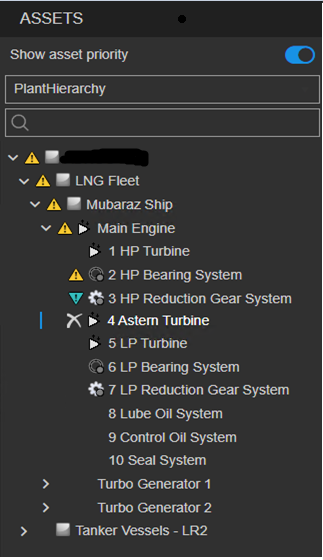 ASSETS
Show asset priority
PlantHierarchy
LNG Fleet
Mubaraz Ship
Main Engine
1 HP Turbine
2 HP Bearing System
3 HP Reduction Gear System
4 Astern Turbine
5 LP Turbine
6 LP Bearing System
7 LP Reduction Gear System
8 Lube Oil System
9 Control Oil System
10 Seal System
Turbo Generator 1
Turbo Generator 2
Tanker Vessels - LR2